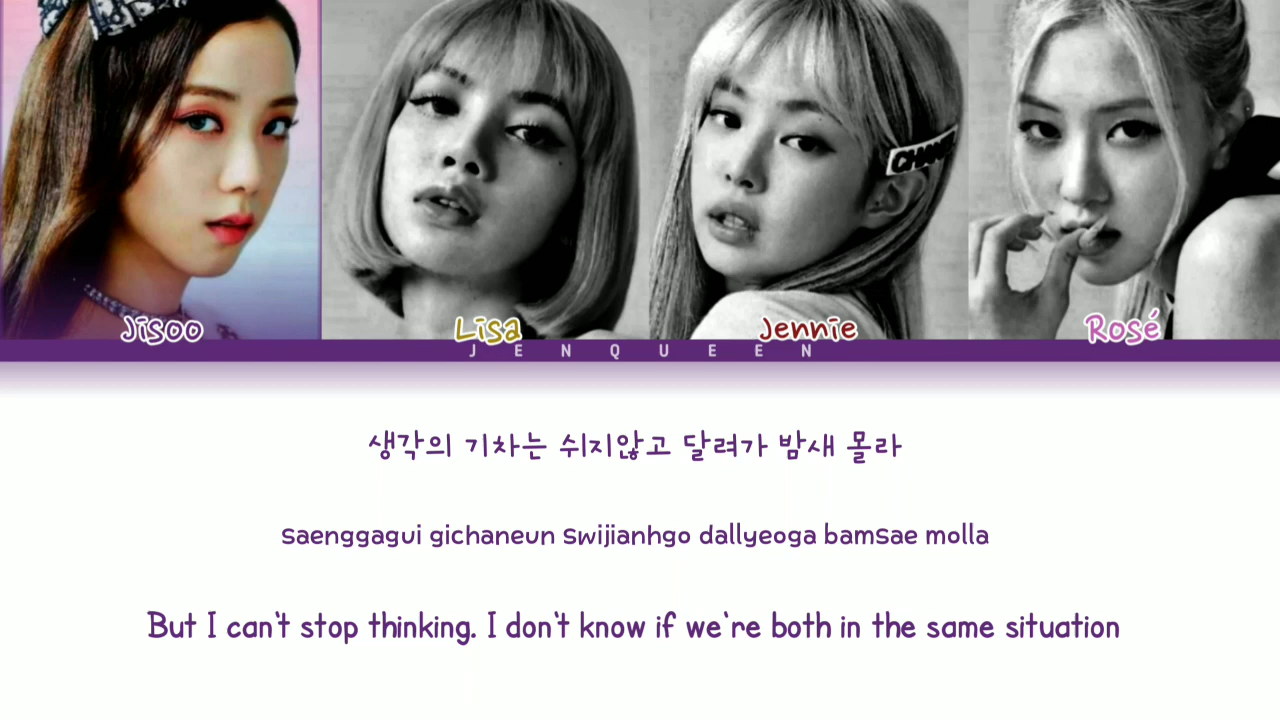 CHANEL
Jisoo
Lisa
Jennie
Rosé
JENQUEEN
생각의 기차는 쉬지않고 달려가 밤새 몰라
saenggagui gichaneun swijianhgo dallyeoga bamsae molla
But I can't stop thinking. I don't know if we're both in the same situation